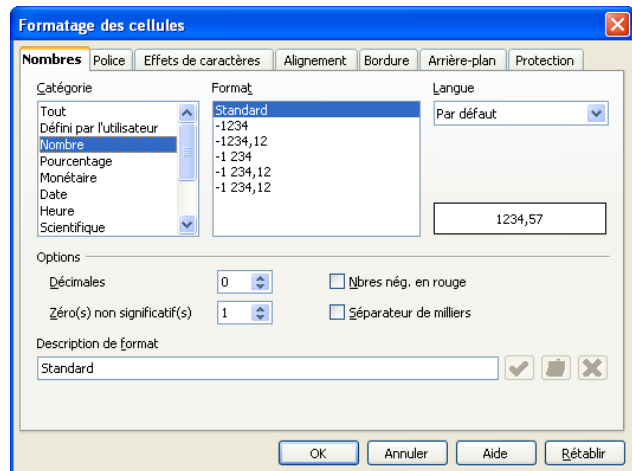 Formatage des cellules
Nombres Police Effets de caractères Alignement Bordure Arrière-plan Protection
Catégorie
Tout
Défini par l'utilisateur
Nombre
Pourcentage
Monétaire
Date
Heure
Scientifique
Format
Standard
-1234
-1234,12
-1 234
-1 234,12
-1 234,12
Langue
Par défaut
1234,57
Options
Décimales 0 Nbres nég. en rouge
Zéro(s) non significatif(s) 1 Séparateur de milliers
Description de format
Standard
OK Annuler Aide Rétablir